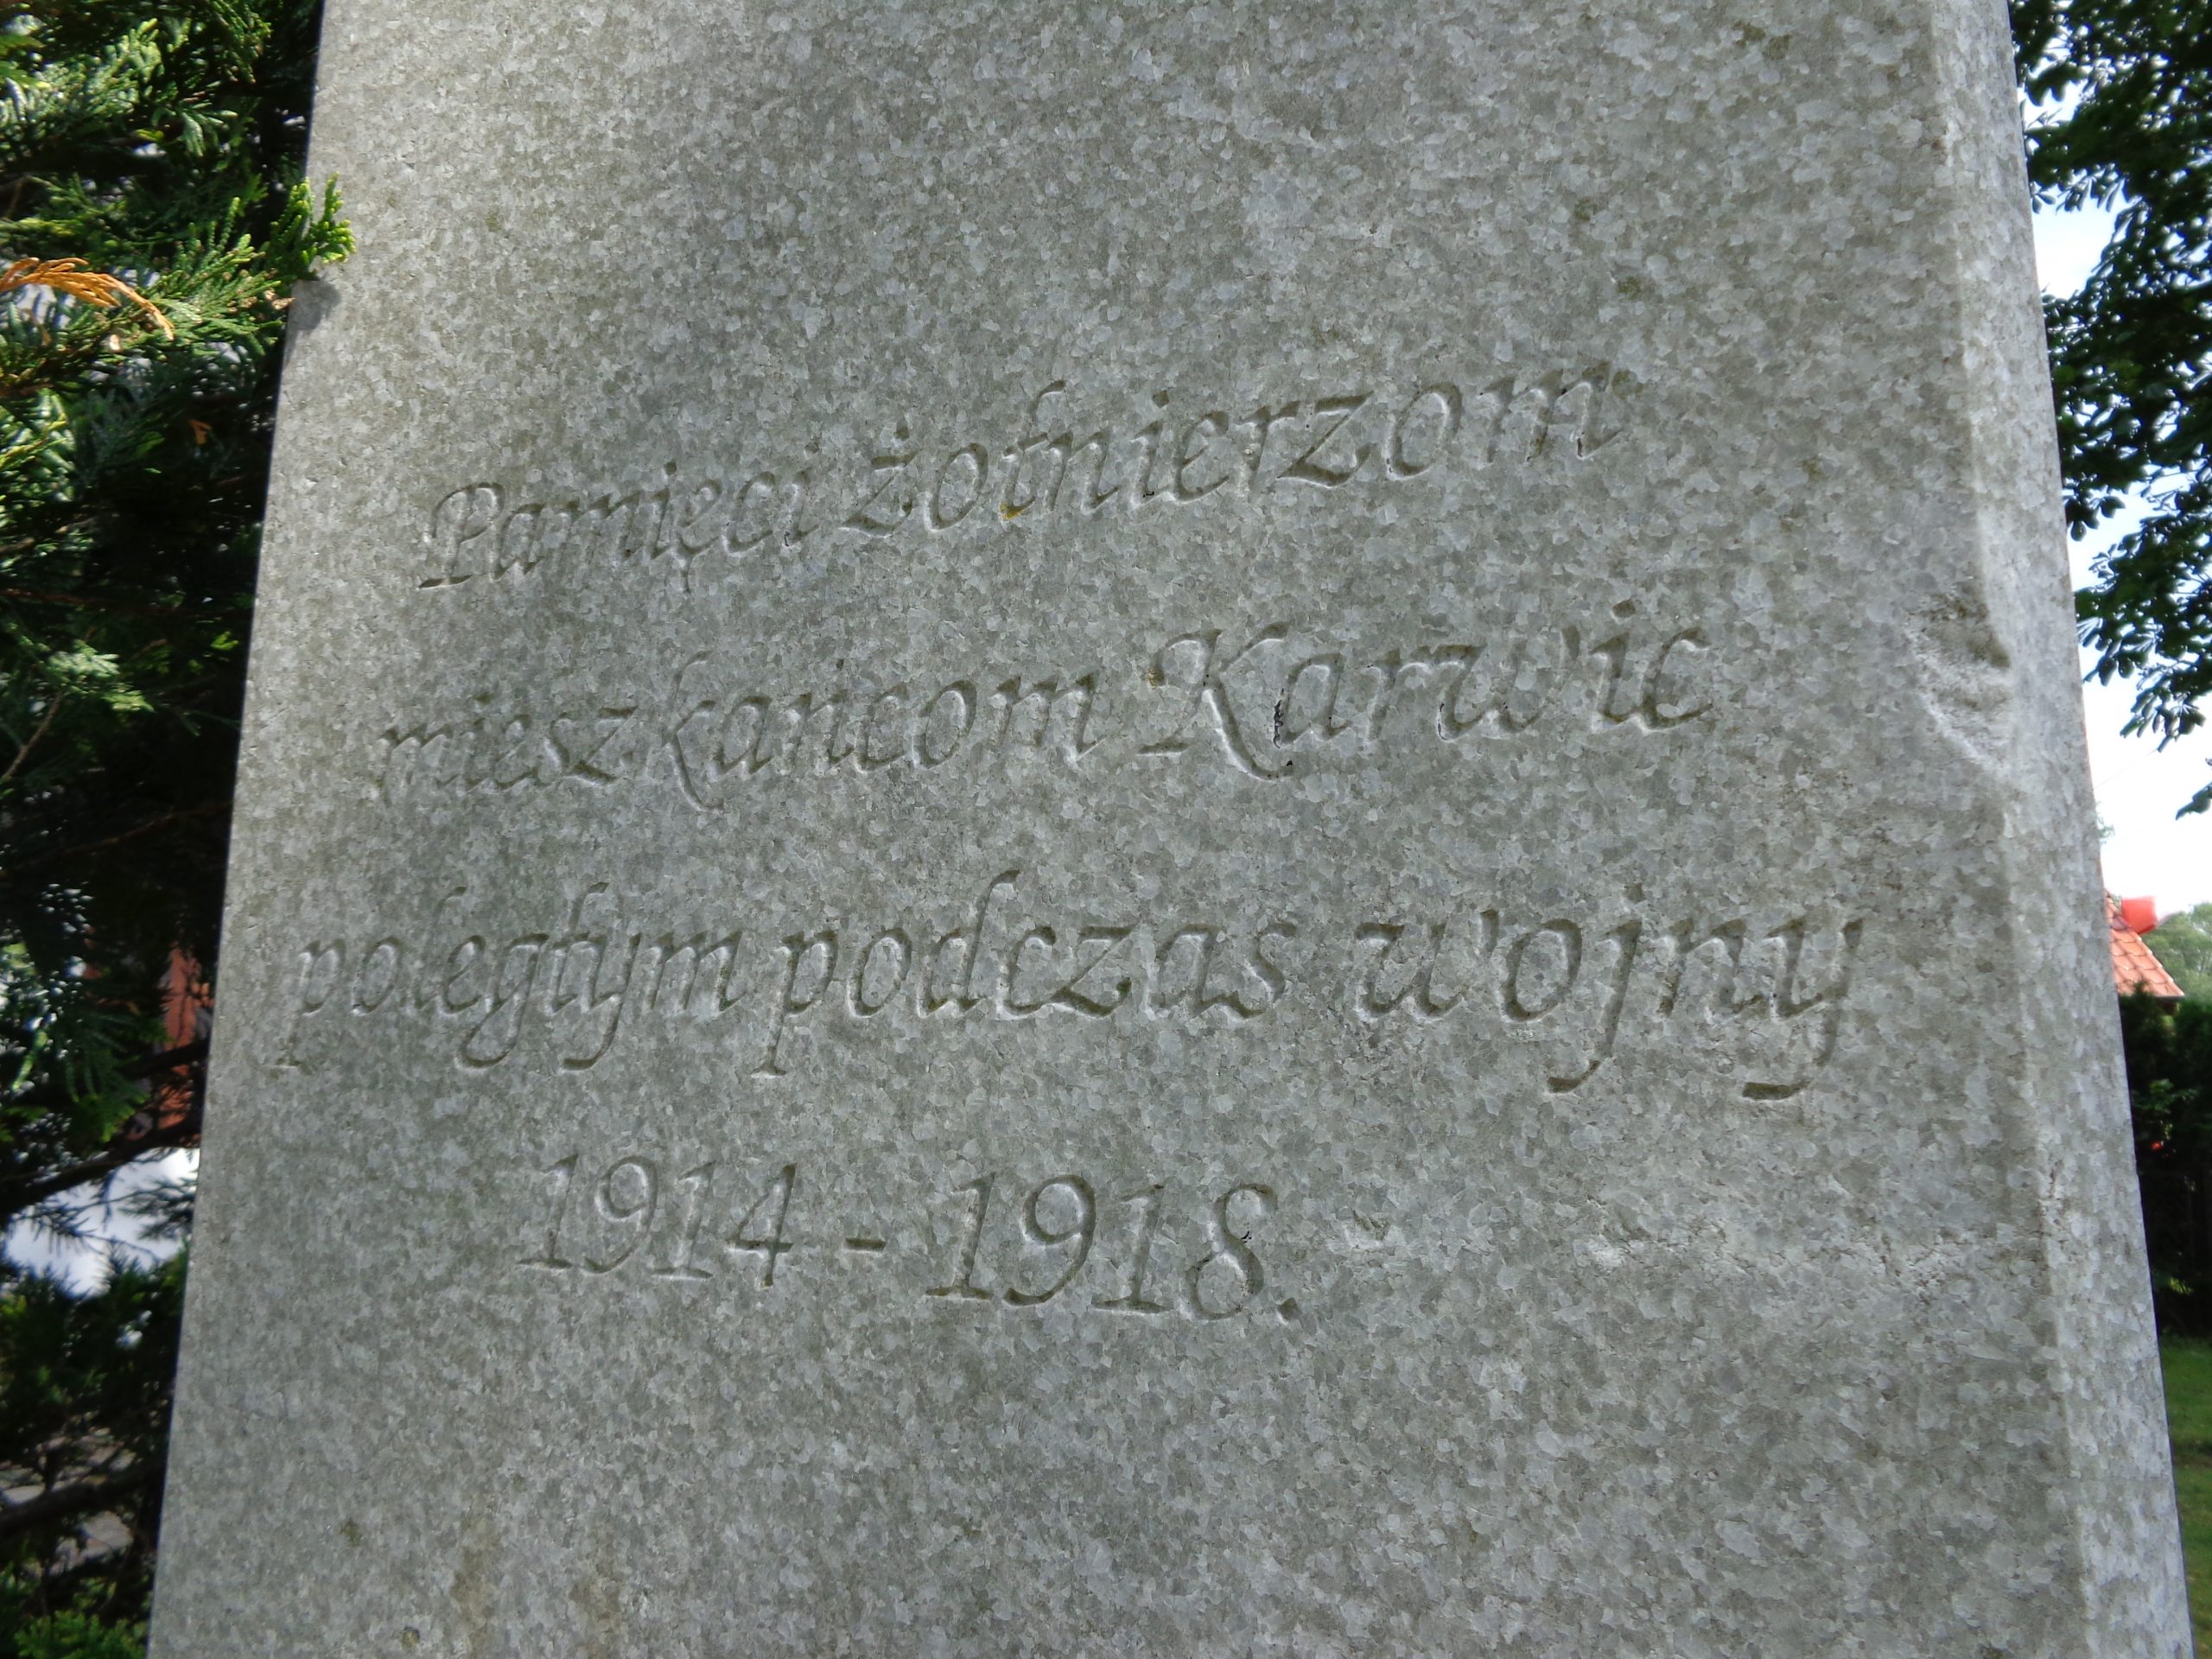 Pamięci żołnierzom
mieszkańcom Karwic
poległym podczas wojny
1914 - 1918.